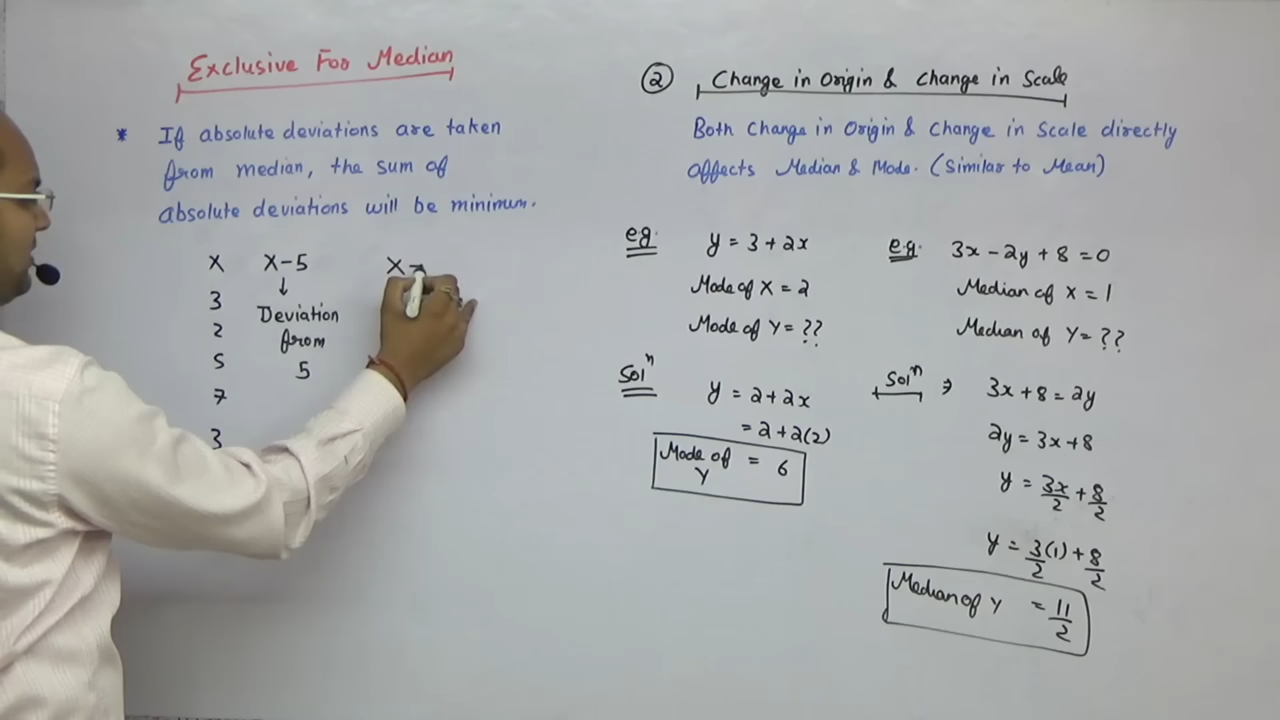 Exclusive For Median
* If absolute deviations are taken
from median, the sum of
absolute deviations will be minimum.
X X-5 X-
3 ↓
2 Deviation
5 from
7 5
3
② Change in Origin & Change in Scale
Both Change in Origin & Change in Scale directly
affects Median & Mode. (Similar to Mean)
eg. y = 3 + 2x
Mode of X = 2
Mode of Y = ??
Solⁿ y = 2 + 2x
= 2 + 2(2)
Mode of Y = 6
eg. 3x - 2y + 8 = 0
Median of X = 1
Median of Y = ??
Solⁿ ⇒ 3x + 8 = 2y
2y = 3x + 8
y = 3x/2 + 8/2
y = 3/2 (1) + 8/2
Median of Y = 11/2